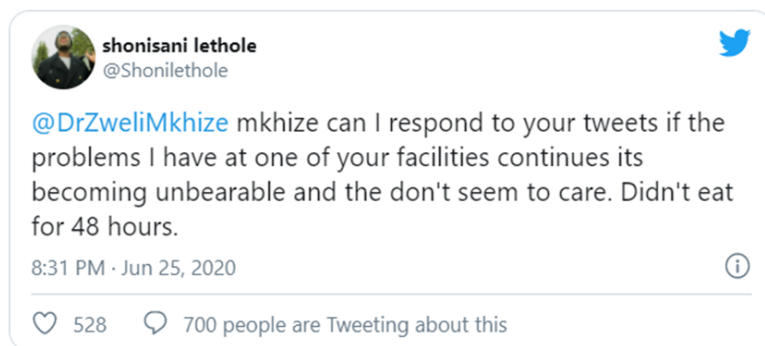 shonisani lethole
@Shonilethole
@DrZweliMkhize mkhize can I respond to your tweets if the
problems I have at one of your facilities continues its
becoming unbearable and the don't seem to care. Didn't eat
for 48 hours.
8:31 PM · Jun 25, 2020
528 700 people are Tweeting about this